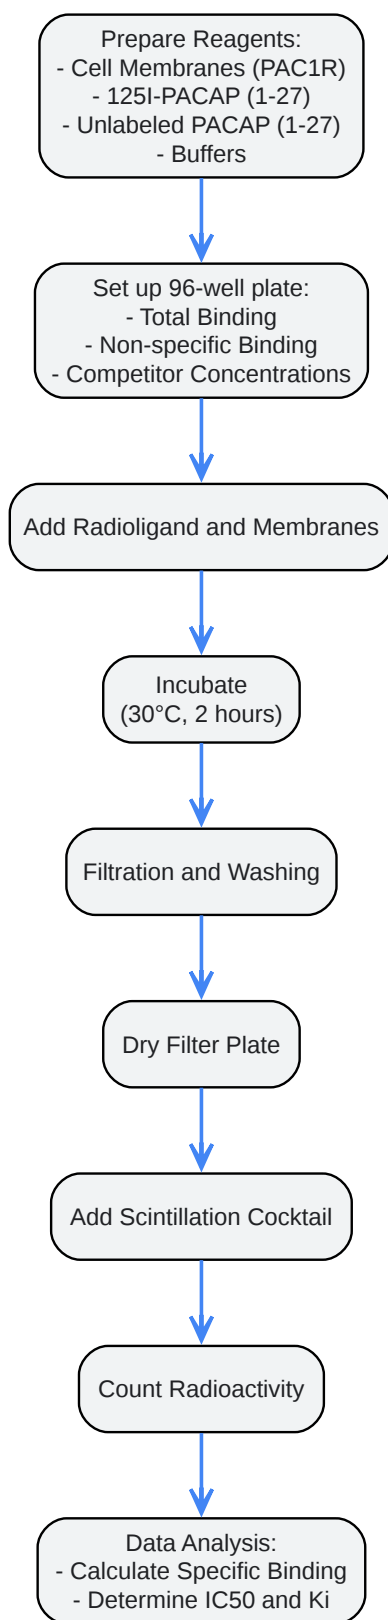 Prepare Reagents:
- Cell Membranes (PAC1R)
- 125I-PACAP (1-27)
- Unlabeled PACAP (1-27)
- Buffers
Set up 96-well plate:
- Total Binding
- Non-specific Binding
- Competitor Concentrations
Add Radioligand and Membranes
Incubate
(30°C, 2 hours)
Filtration and Washing
Dry Filter Plate
Add Scintillation Cocktail
Count Radioactivity
Data Analysis:
- Calculate Specific Binding
- Determine IC50 and Ki